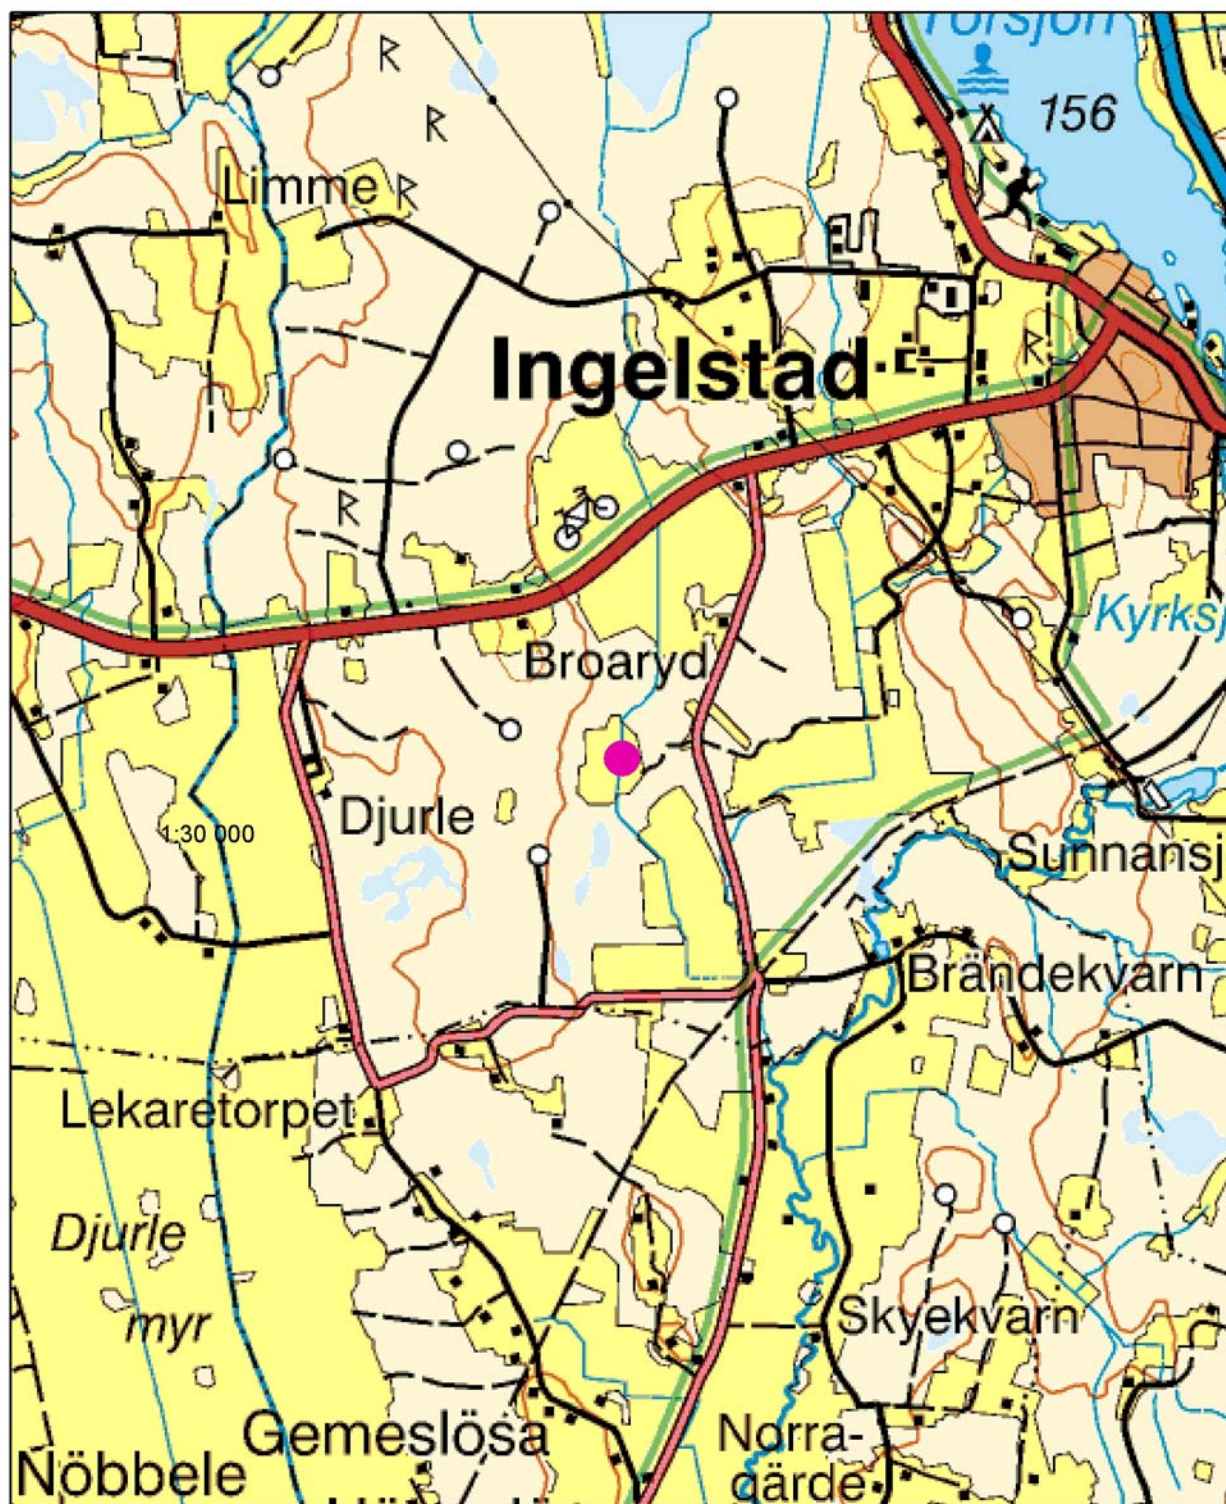 Torsjön
156
Limme
R
R
R
Ingelstad
R
R
Kyrksj
Broaryd
Djurle
1:30 000
Sunnansj
Brändekvarn
Lekaretorpet
Djurle
myr
Skyekvarn
Gemeslösa
Norra-
gärde
Nöbbele